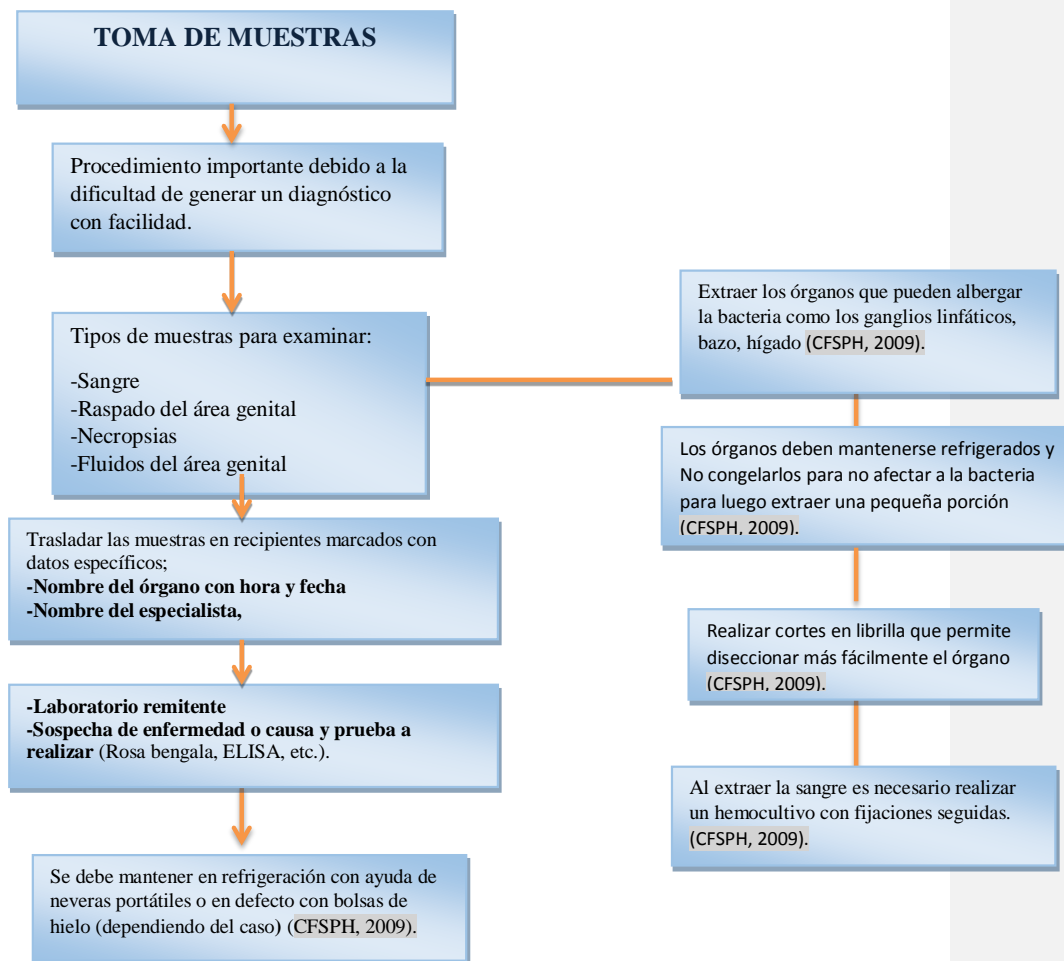 TOMA DE MUESTRAS
Procedimiento importante debido a la
dificultad de generar un diagnóstico
con facilidad.
Tipos de muestras para examinar:
-Sangre
-Raspado del área genital
-Necropsias
-Fluidos del área genital
Trasladar las muestras en recipientes marcados con
datos específicos;
-Nombre del órgano con hora y fecha
-Nombre del especialista,
-Laboratorio remitente
-Sospecha de enfermedad o causa y prueba a
realizar (Rosa bengala, ELISA, etc.).
Se debe mantener en refrigeración con ayuda de
neveras portátiles o en defecto con bolsas de
hielo (dependiendo del caso) (CFSPH, 2009).
Extraer los órganos que pueden albergar
la bacteria como los ganglios linfáticos,
bazo, hígado (CFSPH, 2009).
Los órganos deben mantenerse refrigerados y
No congelarlos para no afectar a la bacteria
para luego extraer una pequeña porción
(CFSPH, 2009).
Realizar cortes en librilla que permite
diseccionar más fácilmente el órgano
(CFSPH, 2009).
Al extraer la sangre es necesario realizar
un hemocultivo con fijaciones seguidas.
(CFSPH, 2009).